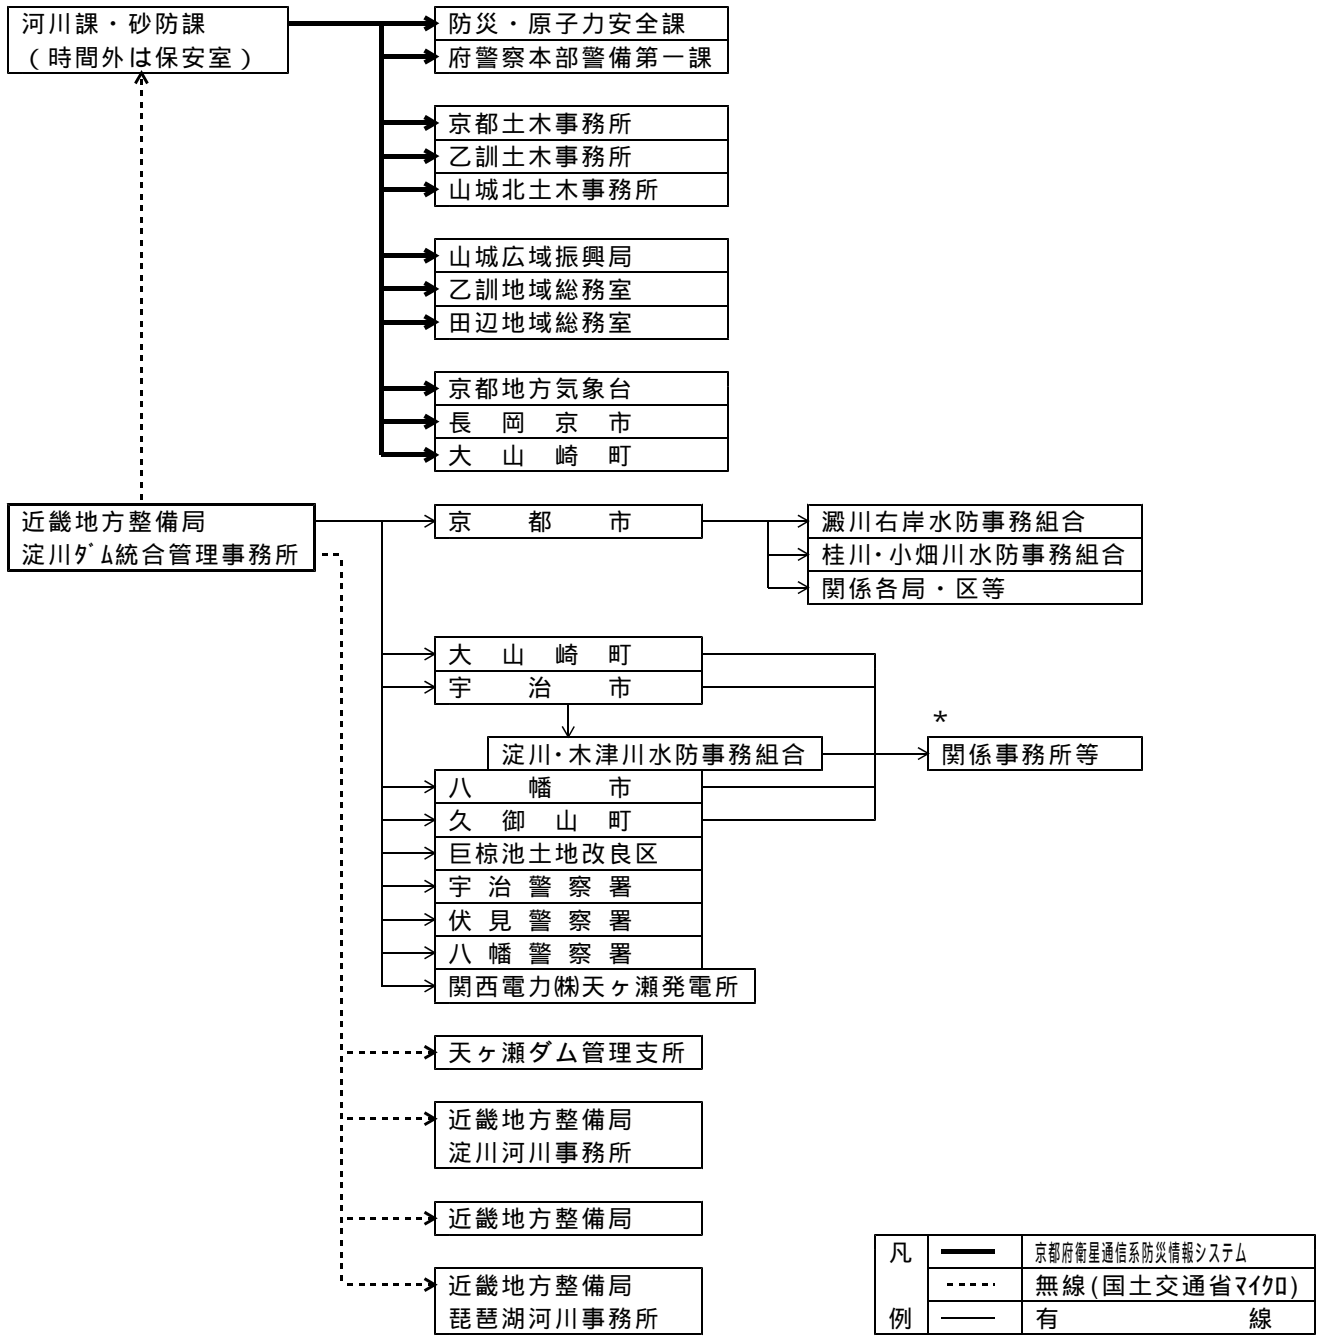 河川課・砂防課
(時間外は保安室)
防災・原子力安全課
府警察本部警備第一課
京都土木事務所
乙訓土木事務所
山城北土木事務所
山城広域振興局
乙訓地域総務室
田辺地域総務室
京都地方気象台
長岡京市
大山崎町
近畿地方整備局
淀川ﾀﾞﾑ統合管理事務所
京都市
澱川右岸水防事務組合
桂川・小畑川水防事務組合
関係各局・区等
大山崎町
宇治市
*
淀川・木津川水防事務組合
関係事務所等
八幡市
久御山町
巨椋池土地改良区
宇治警察署
伏見警察署
八幡警察署
関西電力㈱天ヶ瀬発電所
天ヶ瀬ダム管理支所
近畿地方整備局
淀川河川事務所
近畿地方整備局
近畿地方整備局
琵琶湖河川事務所
凡例
京都府衛星通信系防災情報システム
無線(国土交通省ﾏｲｸﾛ)
有線